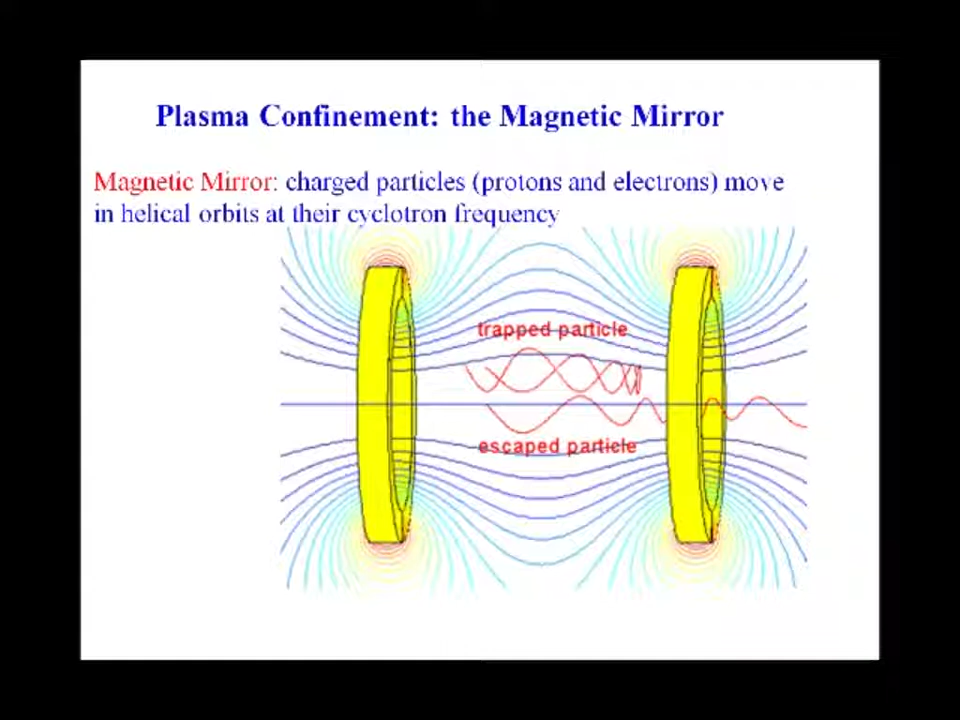 Plasma Confinement: the Magnetic Mirror
Magnetic Mirror: charged particles (protons and electrons) move
in helical orbits at their cyclotron frequency
trapped particle
escaped particle